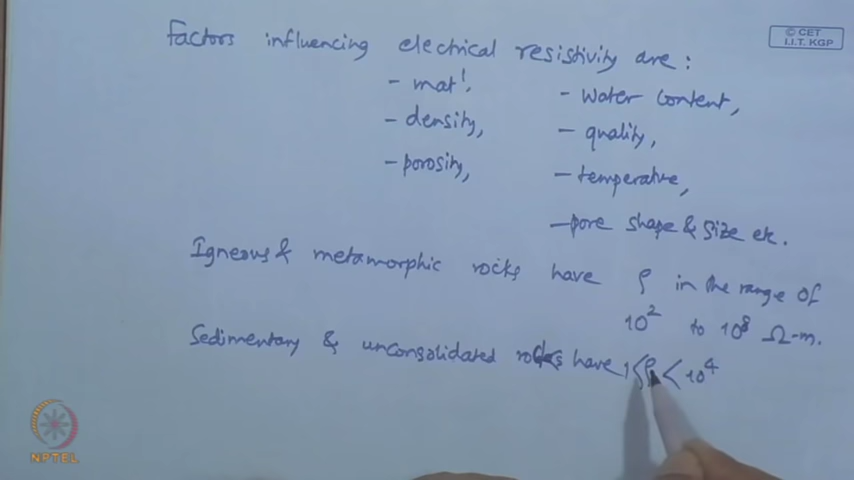 © CET
I.I.T. KGP
Factors influencing electrical resistivity are :
- mat'l, - water content,
- density, - quality,
- porosity, - temperature,
- pore shape & size etc.
Igneous & metamorphic rocks have ρ in the range of
10² to 10⁸ Ω-m.
Sedimentary & unconsolidated rocks have 1 < ρ < 10⁴
NPTEL